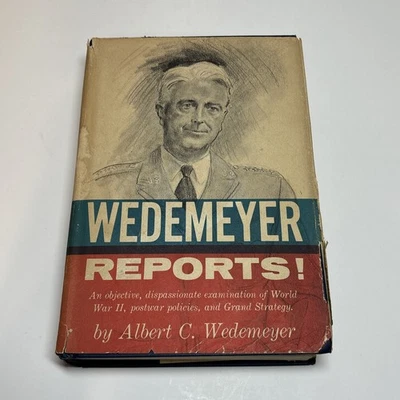 WEDEMEYER
REPORTS!
An objective, dispassionate examination of World
War II, postwar policies, and Grand Strategy.
by Albert C. Wedemeyer